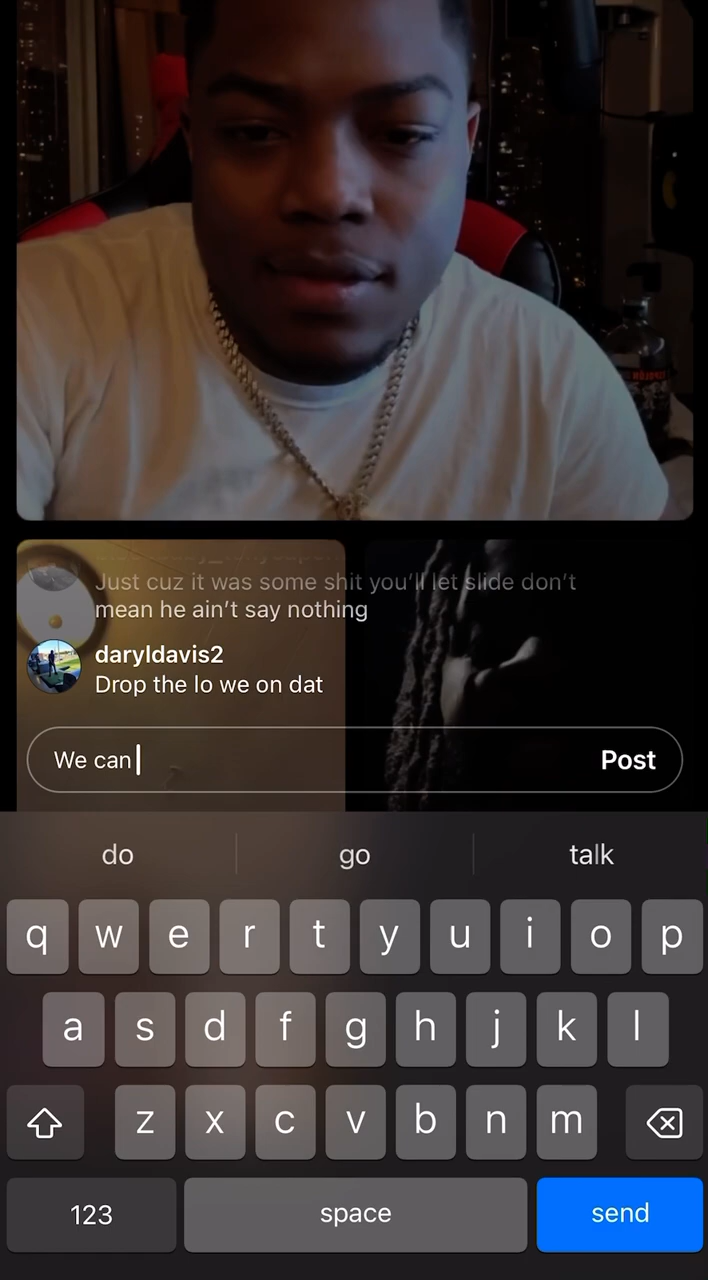 Just cuz it was some shit you'll let slide don't
mean he ain't say nothing
daryldavis2
Drop the lo we on dat
We can
Post
do
go
talk
q w e r t y u i o p
a s d f g h j k l
z x c v b n m
123
space
send